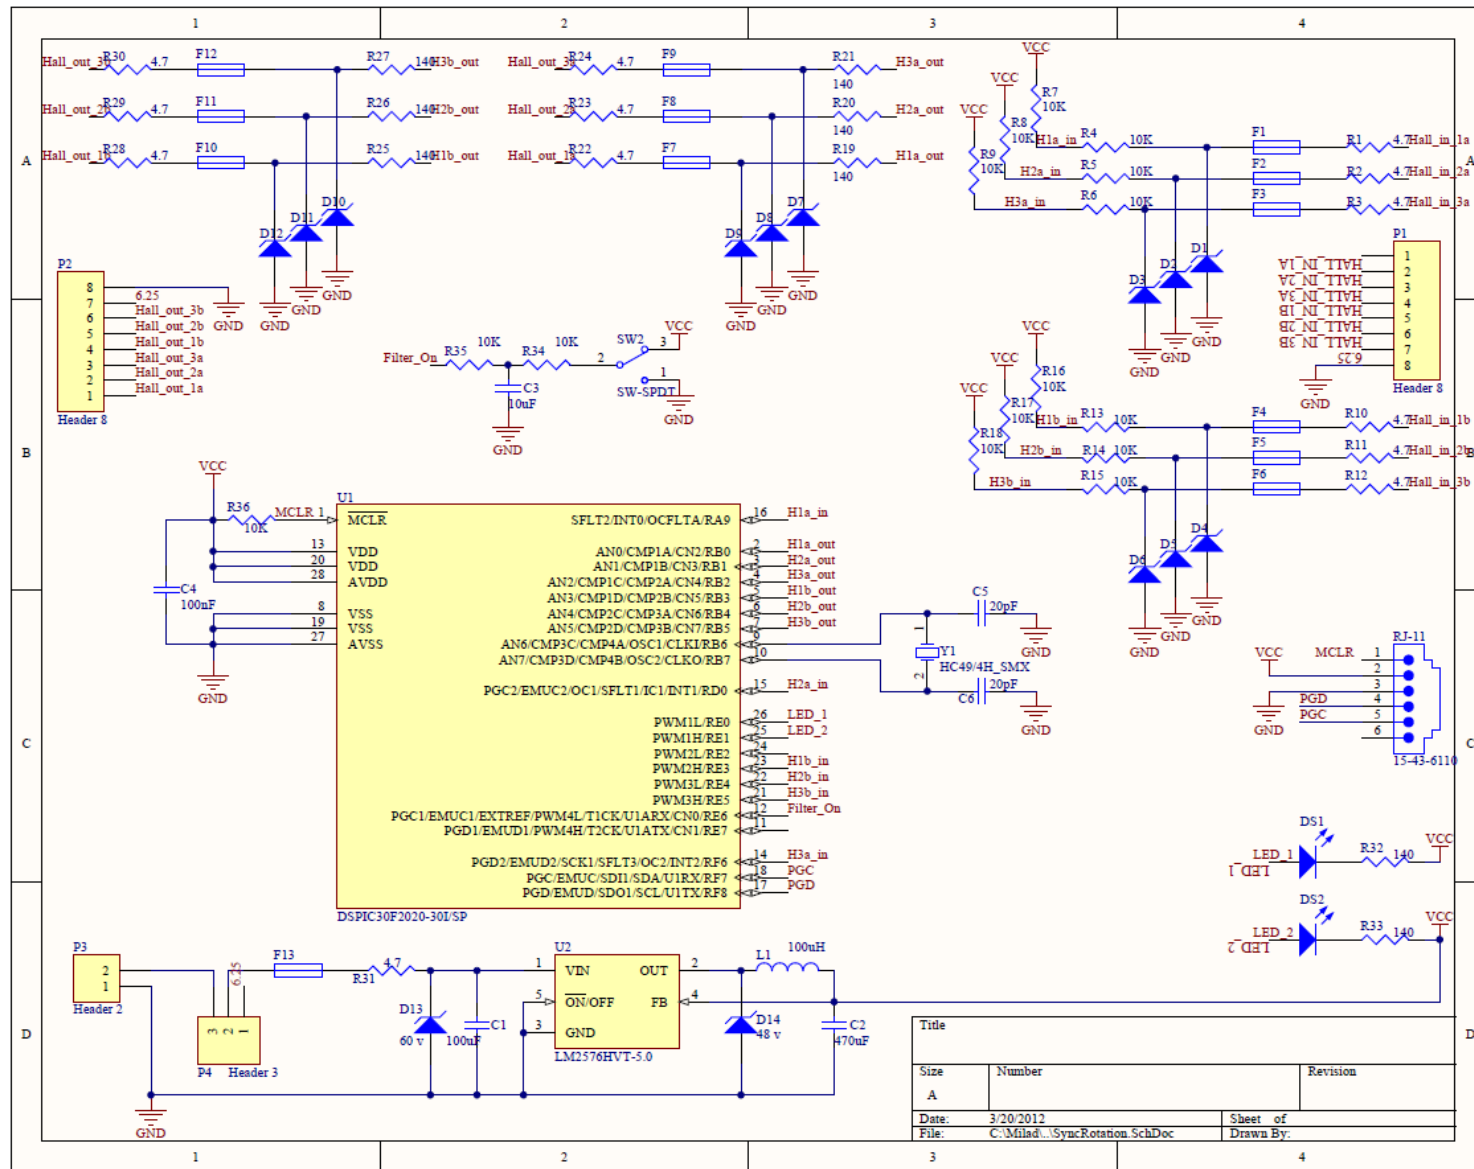 1 2 3 4
A
B
C
D
Hall_out_3b R30 4.7 F12 R27 140 H3b_out
Hall_out_2b R29 4.7 F11 R26 140 H2b_out
Hall_out_1b R28 4.7 F10 R25 140 H1b_out
D12 D11 D10
GND GND GND
Hall_out_3a R24 4.7 F9 R21 140 H3a_out
Hall_out_2a R23 4.7 F8 R20 140 H2a_out
Hall_out_1a R22 4.7 F7 R19 140 H1a_out
D9 D8 D7
GND GND GND
VCC VCC VCC
R7 10K
R8 10K
R9 10K
H1a_in R4 10K F1 R1 4.7 Hall_in_1a
H2a_in R5 10K F2 R2 4.7 Hall_in_2a
H3a_in R6 10K F3 R3 4.7 Hall_in_3a
D3 D2 D1
GND GND GND
P2
8
7 6.25
6 Hall_out_3b
5 Hall_out_2b
4 Hall_out_1b
3 Hall_out_3a
2 Hall_out_2a
1 Hall_out_1a
Header 8
GND
P1
1
HALL_IN_1A 2
HALL_IN_2A 3
HALL_IN_3A 4
HALL_IN_1B 5
HALL_IN_2B 6
HALL_IN_3B 7
6.25 8
Header 8
GND
Filter_On R35 10K R34 10K 2 SW2 3 VCC
1
SW-SPDT
GND
C3
10uF
GND
VCC VCC VCC
R16 10K
R17 10K
R18 10K
H1b_in R13 10K F4 R10 4.7 Hall_in_1b
H2b_in R14 10K F5 R11 4.7 Hall_in_2b
H3b_in R15 10K F6 R12 4.7 Hall_in_3b
D6 D5 D4
GND GND GND
VCC
R36 10K
C4
100nF
GND
U1
MCLR 1 MCLR
13 VDD
20 VDD
28 AVDD
8 VSS
19 VSS
27 AVSS
SFLT2/INT0/OCFLTA/RA9 16 H1a_in
AN0/CMP1A/CN2/RB0 2 H1a_out
AN1/CMP1B/CN3/RB1 3 H2a_out
AN2/CMP1C/CMP2A/CN4/RB2 4 H3a_out
AN3/CMP1D/CMP2B/CN5/RB3 5 H1b_out
AN4/CMP2C/CMP3A/CN6/RB4 6 H2b_out
AN5/CMP2D/CMP3B/CN7/RB5 7 H3b_out
AN6/CMP3C/CMP4A/OSC1/CLKI/RB6 9
AN7/CMP3D/CMP4B/OSC2/CLKO/RB7 10
PGC2/EMUC2/OC1/SFLT1/IC1/INT1/RD0 15 H2a_in
PWM1L/RE0 26 LED_1
PWM1H/RE1 25 LED_2
PWM2L/RE2 24
PWM2H/RE3 23 H1b_in
PWM3L/RE4 22 H2b_in
PWM3H/RE5 21 H3b_in
PGC1/EMUC1/EXTREF/PWM4L/T1CK/U1ARX/CN0/RE6 12 Filter_On
PGD1/EMUD1/PWM4H/T2CK/U1ATX/CN1/RE7 11
PGD2/EMUD2/SCK1/SFLT3/OC2/INT2/RF6 14 H3a_in
PGC/EMUC/SDI1/SDA/U1RX/RF7 18 PGC
PGD/EMUD/SDO1/SCL/U1TX/RF8 17 PGD
DSPIC30F2020-30I/SP
C5
20pF
GND
1
Y1
HC49/4H_SMX
2
C6
20pF
GND
RJ-11
MCLR 1
VCC 2
3
PGD 4
PGC 5
6
GND
15-43-6110
DS1
LED_1
LED_1
R32 140
VCC
DS2
LED_2
LED_2
R33 140
VCC
P3
2
1
Header 2
GND
6.25
3 2 1
P4 Header 3
F13
4.7
R31
D13
60 v
C1
100uF
U2
1 VIN OUT 2
5 ON/OFF FB 4
3 GND
LM2576HVT-5.0
L1 100uH
D14
48 v
C2
470uF
Title
Size Number Revision
A
Date: 3/20/2012 Sheet of
File: C:\Milad\..\SyncRotation.SchDoc Drawn By:
1 2 3 4